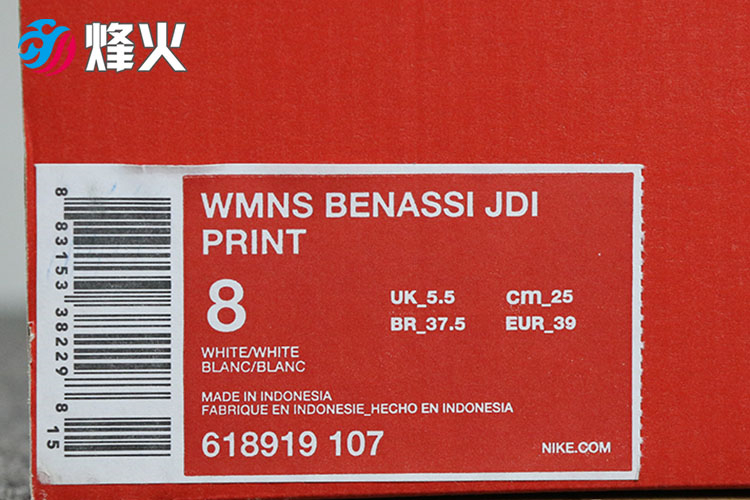 烽火
WMNS BENASSI JDI
PRINT
8
UK_5.5 cm_25
BR_37.5 EUR_39
WHITE/WHITE
BLANC/BLANC
MADE IN INDONESIA
FABRIQUE EN INDONESIE_HECHO EN INDONESIA
618919 107
NIKE.COM
8 83153 38229 8 15